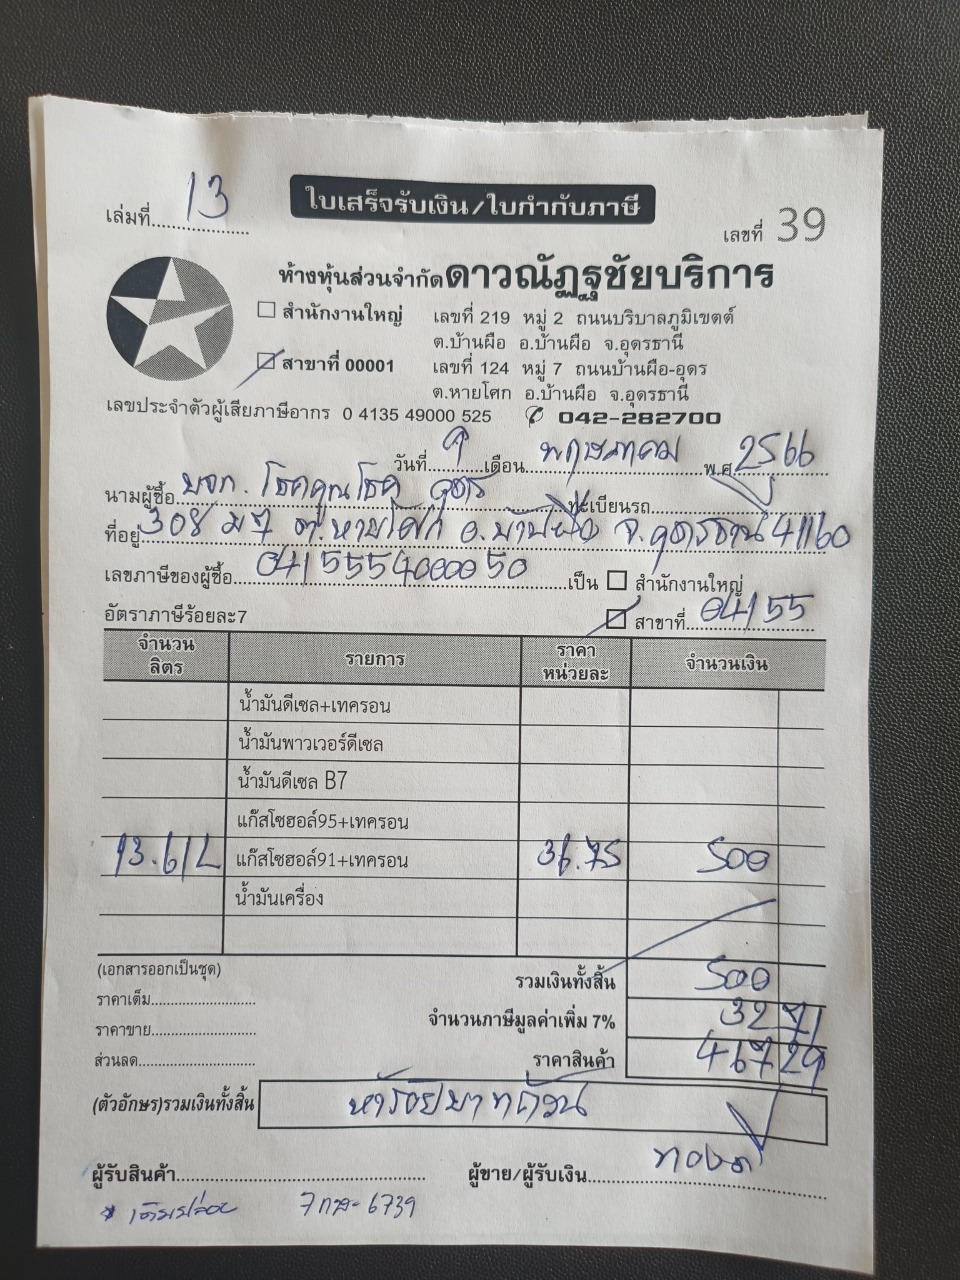 ใบเสร็จรับเงิน/ใบกำกับภาษี
เล่มที่ 13
เลขที่ 39
ห้างหุ้นส่วนจำกัดดาวณัฏฐชัยบริการ
สำนักงานใหญ่ เลขที่ 219 หมู่ 2 ถนนบริบาลภูมิเขตต์
ต.บ้านผือ อ.บ้านผือ จ.อุดรธานี
สาขาที่ 00001 เลขที่ 124 หมู่ 7 ถนนบ้านผือ-อุดร
ต.หายโศก อ.บ้านผือ จ.อุดรธานี
เลขประจำตัวผู้เสียภาษีอากร 0 4135 49000 525 042-282700
วันที่ 9 เดือน พฤษภาคม พ.ศ. 2566
นามผู้ซื้อ บจก. โชคคูณโชค อุดร ทะเบียนรถ
ที่อยู่ 308 ม 7 ต.หายโศก อ.บ้านผือ จ.อุดรธานี 41160
เลขภาษีของผู้ซื้อ 0415554000050 เป็น สำนักงานใหญ่
อัตราภาษีร้อยละ7 สาขาที่ 04155
จำนวนลิตร รายการ ราคาหน่วยละ จำนวนเงิน
น้ำมันดีเซล+เทครอน
น้ำมันพาวเวอร์ดีเซล
น้ำมันดีเซล B7
แก๊สโซฮอล์95+เทครอน
13.61L แก๊สโซฮอล์91+เทครอน 36.75 500
น้ำมันเครื่อง
(เอกสารออกเป็นชุด) รวมเงินทั้งสิ้น 500
ราคาเต็ม
จำนวนภาษีมูลค่าเพิ่ม 7% 32 71
ราคาขาย
ส่วนลด ราคาสินค้า 467 29
(ตัวอักษร)รวมเงินทั้งสิ้น ห้าร้อยบาทถ้วน
ผู้รับสินค้า ผู้ขาย/ผู้รับเงิน
6739